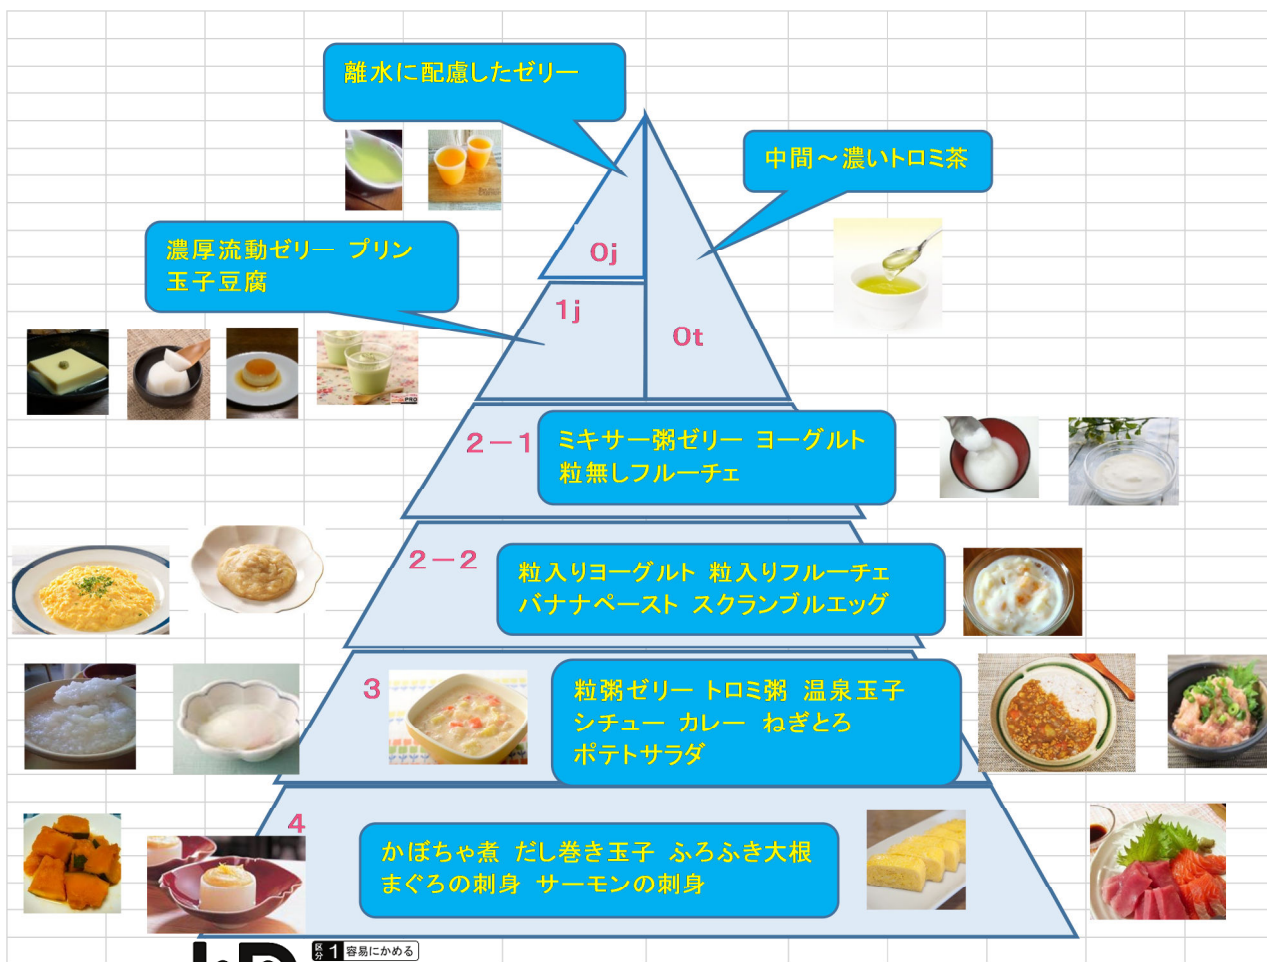 離水に配慮したゼリー
中間～濃いトロミ茶
濃厚流動ゼリー プリン
玉子豆腐
0j
1j
0t
2－1
ミキサー粥ゼリー ヨーグルト
粒無しフルーチェ
2－2
粒入りヨーグルト 粒入りフルーチェ
バナナペースト スクランブルエッグ
3
粒粥ゼリー トロミ粥 温泉玉子
シチュー カレー ねぎとろ
ポテトサラダ
4
かぼちゃ煮 だし巻き玉子 ふろふき大根
まぐろの刺身 サーモンの刺身
区分 1 容易にかめる